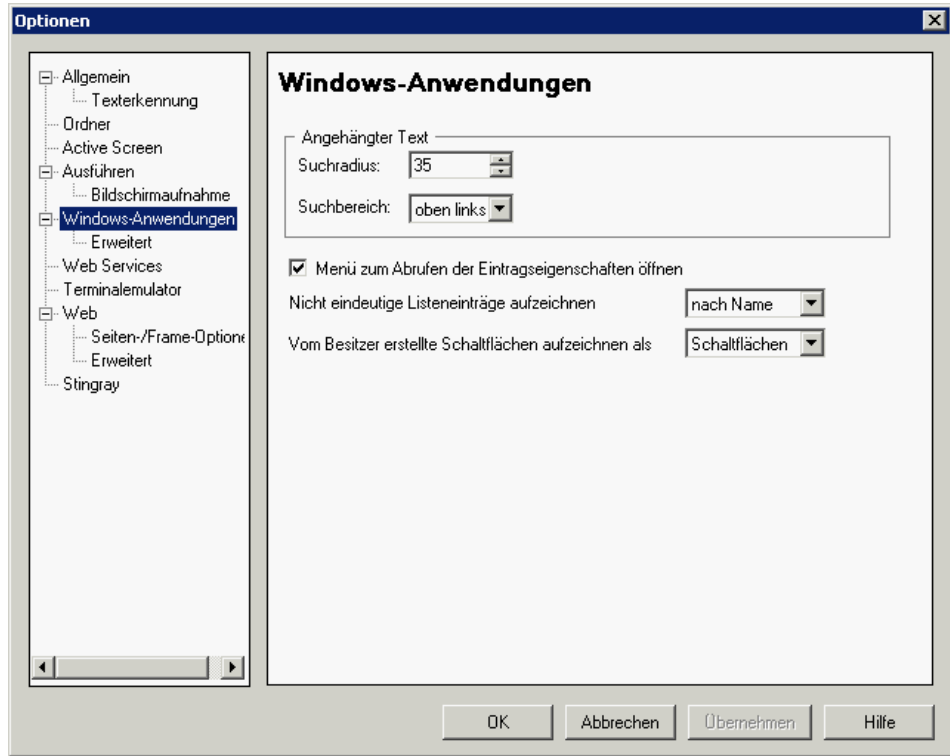 Optionen
Allgemein
Texterkennung
Ordner
Active Screen
Ausführen
Bildschirmaufnahme
Windows-Anwendungen
Erweitert
Web Services
Terminalemulator
Web
Seiten-/Frame-Optione
Erweitert
Stingray
Windows-Anwendungen
Angehängter Text
Suchradius: 35
Suchbereich: oben links
Menü zum Abrufen der Eintragseigenschaften öffnen
Nicht eindeutige Listeneinträge aufzeichnen nach Name
Vom Besitzer erstellte Schaltflächen aufzeichnen als Schaltflächen
OK Abbrechen Übernehmen Hilfe